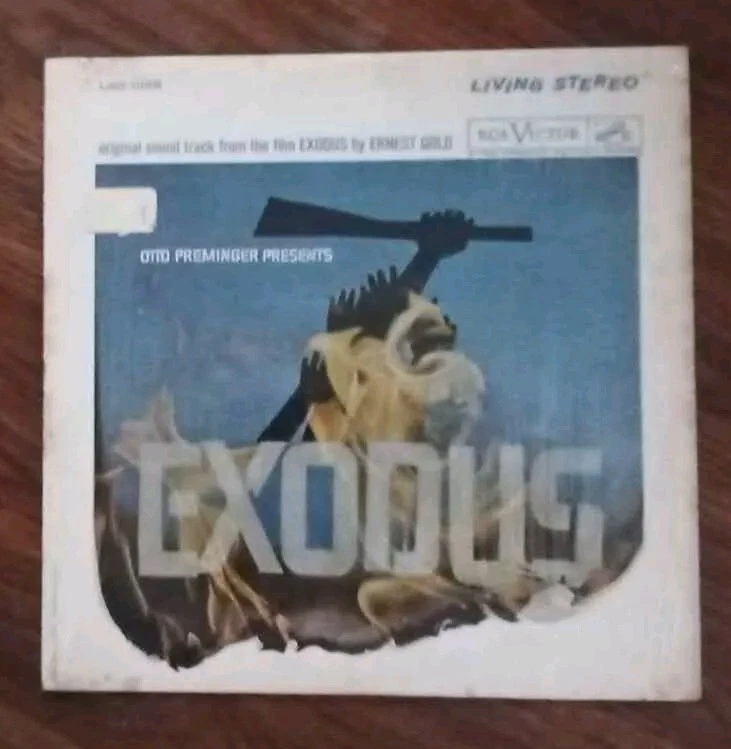 LIVING STEREO
original sound track from the film EXODUS by ERNEST GOLD
RCA VICTOR
OTTO PREMINGER PRESENTS
EXODUS